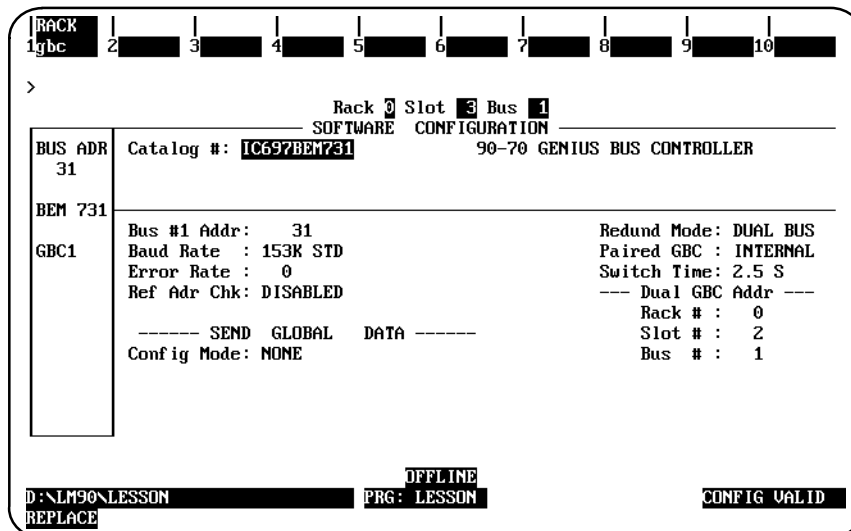 RACK
1gbc 2 3 4 5 6 7 8 9 10
>
Rack 0 Slot 3 Bus 1
SOFTWARE CONFIGURATION
BUS ADR Catalog #: IC697BEM731 90-70 GENIUS BUS CONTROLLER
31
BEM 731
Bus #1 Addr: 31 Redund Mode: DUAL BUS
GBC1 Baud Rate : 153K STD Paired GBC : INTERNAL
Error Rate : 0 Switch Time: 2.5 S
Ref Adr Chk: DISABLED --- Dual GBC Addr ---
Rack # : 0
------ SEND GLOBAL DATA ------ Slot # : 2
Config Mode: NONE Bus # : 1
OFFLINE
D:\LM90\LESSON PRG: LESSON CONFIG VALID
REPLACE